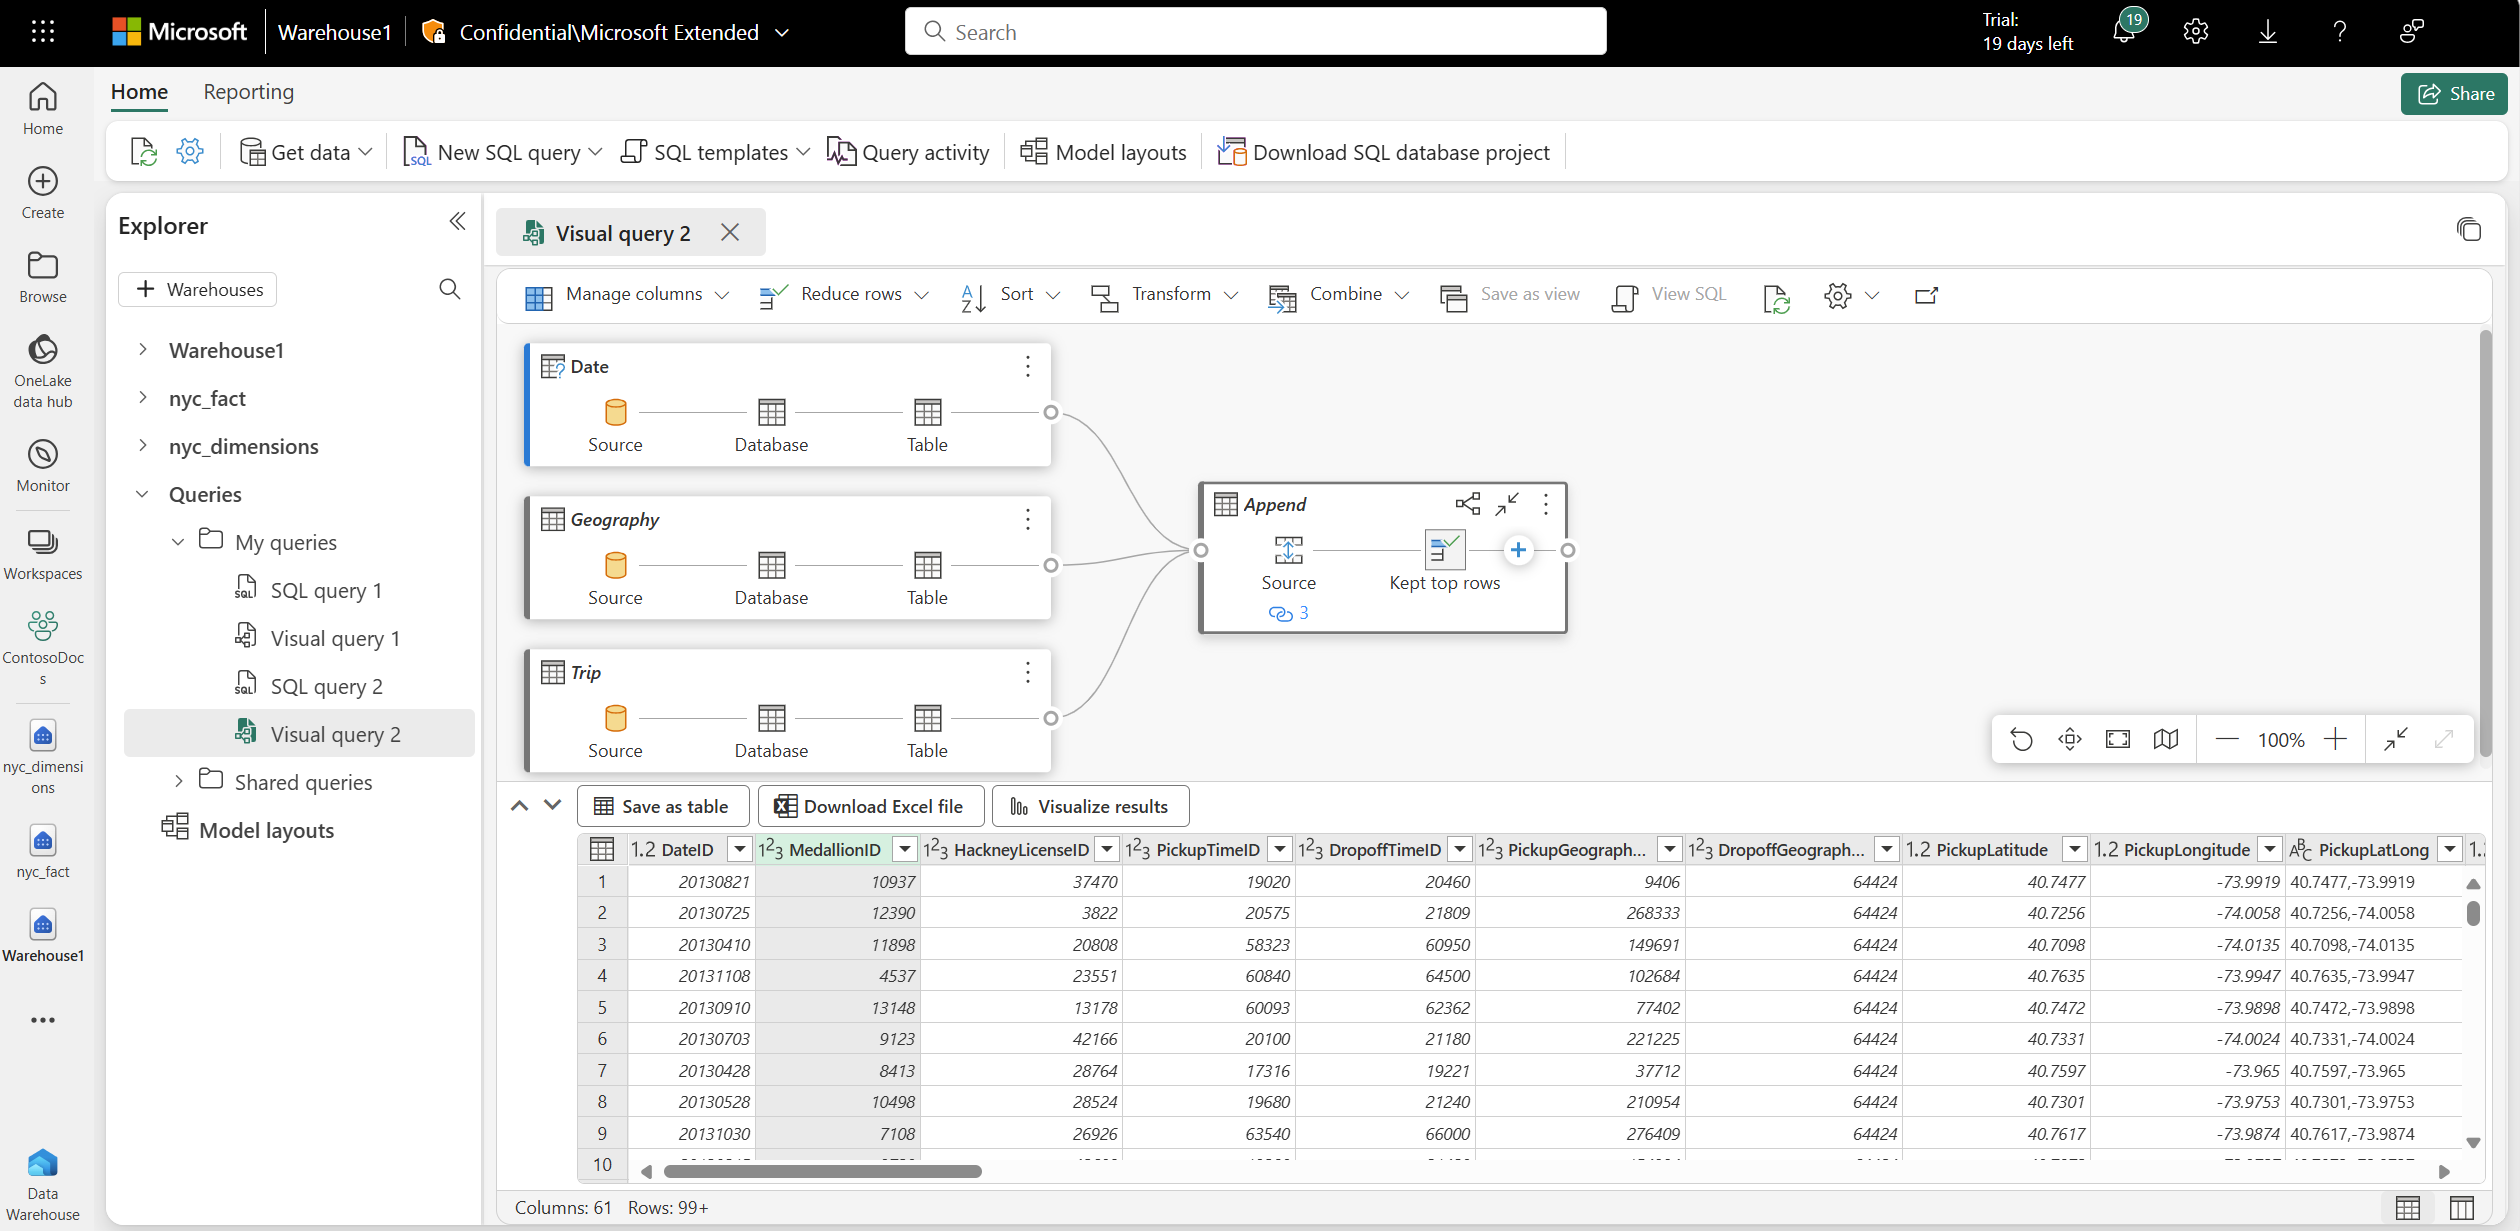 Microsoft Warehouse1 Confidential\Microsoft Extended Search Trial: 19
19 days left
Home Reporting Share
Get data New SQL query SQL templates Query activity Model layouts Download SQL database project
Home
Create
Browse
OneLake
data hub
Monitor
Workspaces
ContosoDoc
s
nyc_dimensi
ons
nyc_fact
Warehouse1
Data
Warehouse
Explorer
Warehouses
Warehouse1
nyc_fact
nyc_dimensions
Queries
My queries
SQL query 1
Visual query 1
SQL query 2
Visual query 2
Shared queries
Model layouts
Visual query 2
Manage columns Reduce rows Sort Transform Combine Save as view View SQL
Date
Source Database Table
Geography
Source Database Table
Trip
Source Database Table
Append
Source Kept top rows
3
100%
Save as table Download Excel file Visualize results
1.2 DateID 123 MedallionID 123 HackneyLicenseID 123 PickupTimeID 123 DropoffTimeID 123 PickupGeograph... 123 DropoffGeograph... 1.2 PickupLatitude 1.2 PickupLongitude ABC PickupLatLong
1 20130821 10937 37470 19020 20460 9406 64424 40.7477 -73.9919 40.7477,-73.9919
2 20130725 12390 3822 20575 21809 268333 64424 40.7256 -74.0058 40.7256,-74.0058
3 20130410 11898 20808 58323 60950 149691 64424 40.7098 -74.0135 40.7098,-74.0135
4 20131108 4537 23551 60840 64500 102684 64424 40.7635 -73.9947 40.7635,-73.9947
5 20130910 13148 13178 60093 62362 77402 64424 40.7472 -73.9898 40.7472,-73.9898
6 20130703 9123 42166 20100 21180 221225 64424 40.7331 -74.0024 40.7331,-74.0024
7 20130428 8413 28764 17316 19221 37712 64424 40.7597 -73.965 40.7597,-73.965
8 20130528 10498 28524 19680 21240 210954 64424 40.7301 -73.9753 40.7301,-73.9753
9 20131030 7108 26926 63540 66000 276409 64424 40.7617 -73.9874 40.7617,-73.9874
10
Columns: 61 Rows: 99+